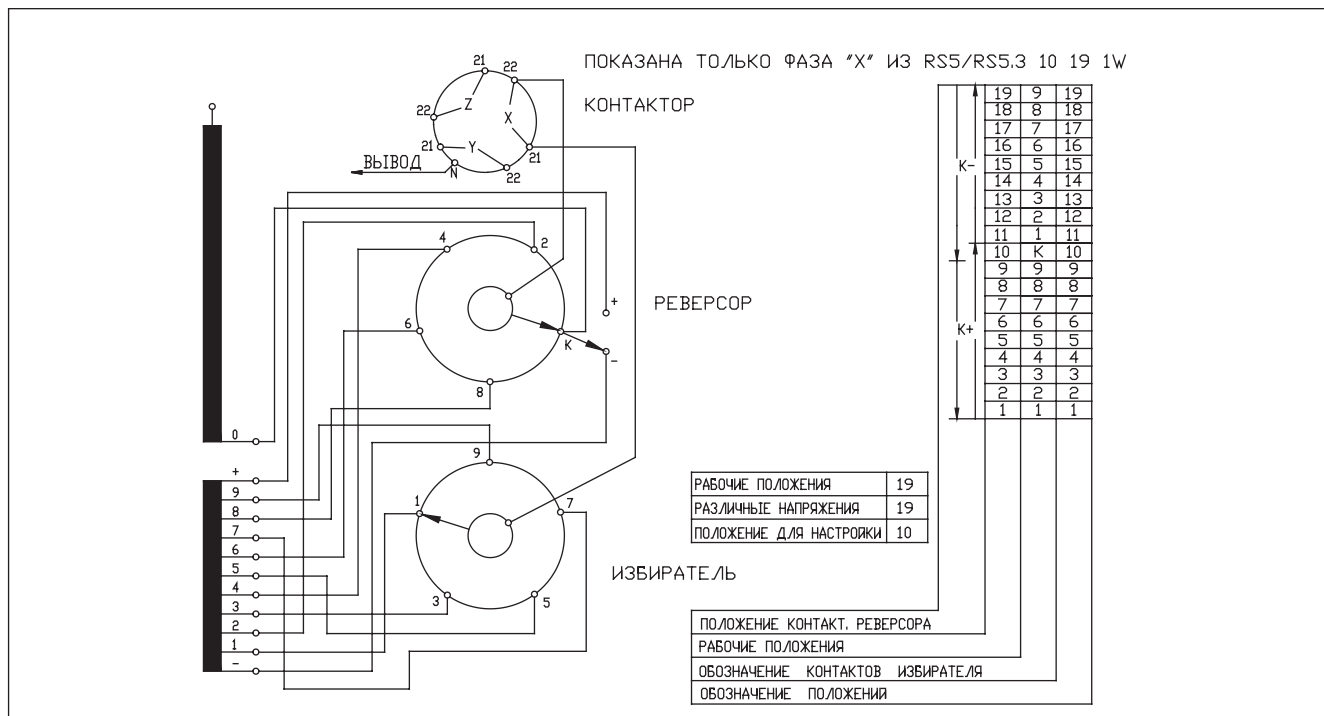 ПОКАЗАНА ТОЛЬКО ФАЗА "X" ИЗ RS5/RS5.3 10 19 1W
КОНТАКТОР
21
22
Z
X
22
21
Y
21
N
22
ВЫВОД
4
2
6
К
8
+
-
РЕВЕРСОР
9
1
7
3
5
ИЗБИРАТЕЛЬ
0
+
9
8
7
6
5
4
3
2
1
-
К-
К+
19 9 19
18 8 18
17 7 17
16 6 16
15 5 15
14 4 14
13 3 13
12 2 12
11 1 11
10 К 10
9 9 9
8 8 8
7 7 7
6 6 6
5 5 5
4 4 4
3 3 3
2 2 2
1 1 1
РАБОЧИЕ ПОЛОЖЕНИЯ 19
РАЗЛИЧНЫЕ НАПРЯЖЕНИЯ 19
ПОЛОЖЕНИЕ ДЛЯ НАСТРОЙКИ 10
ПОЛОЖЕНИЕ КОНТАКТ. РЕВЕРСОРА
РАБОЧИЕ ПОЛОЖЕНИЯ
ОБОЗНАЧЕНИЕ КОНТАКТОВ ИЗБИРАТЕЛЯ
ОБОЗНАЧЕНИЕ ПОЛОЖЕНИЙ